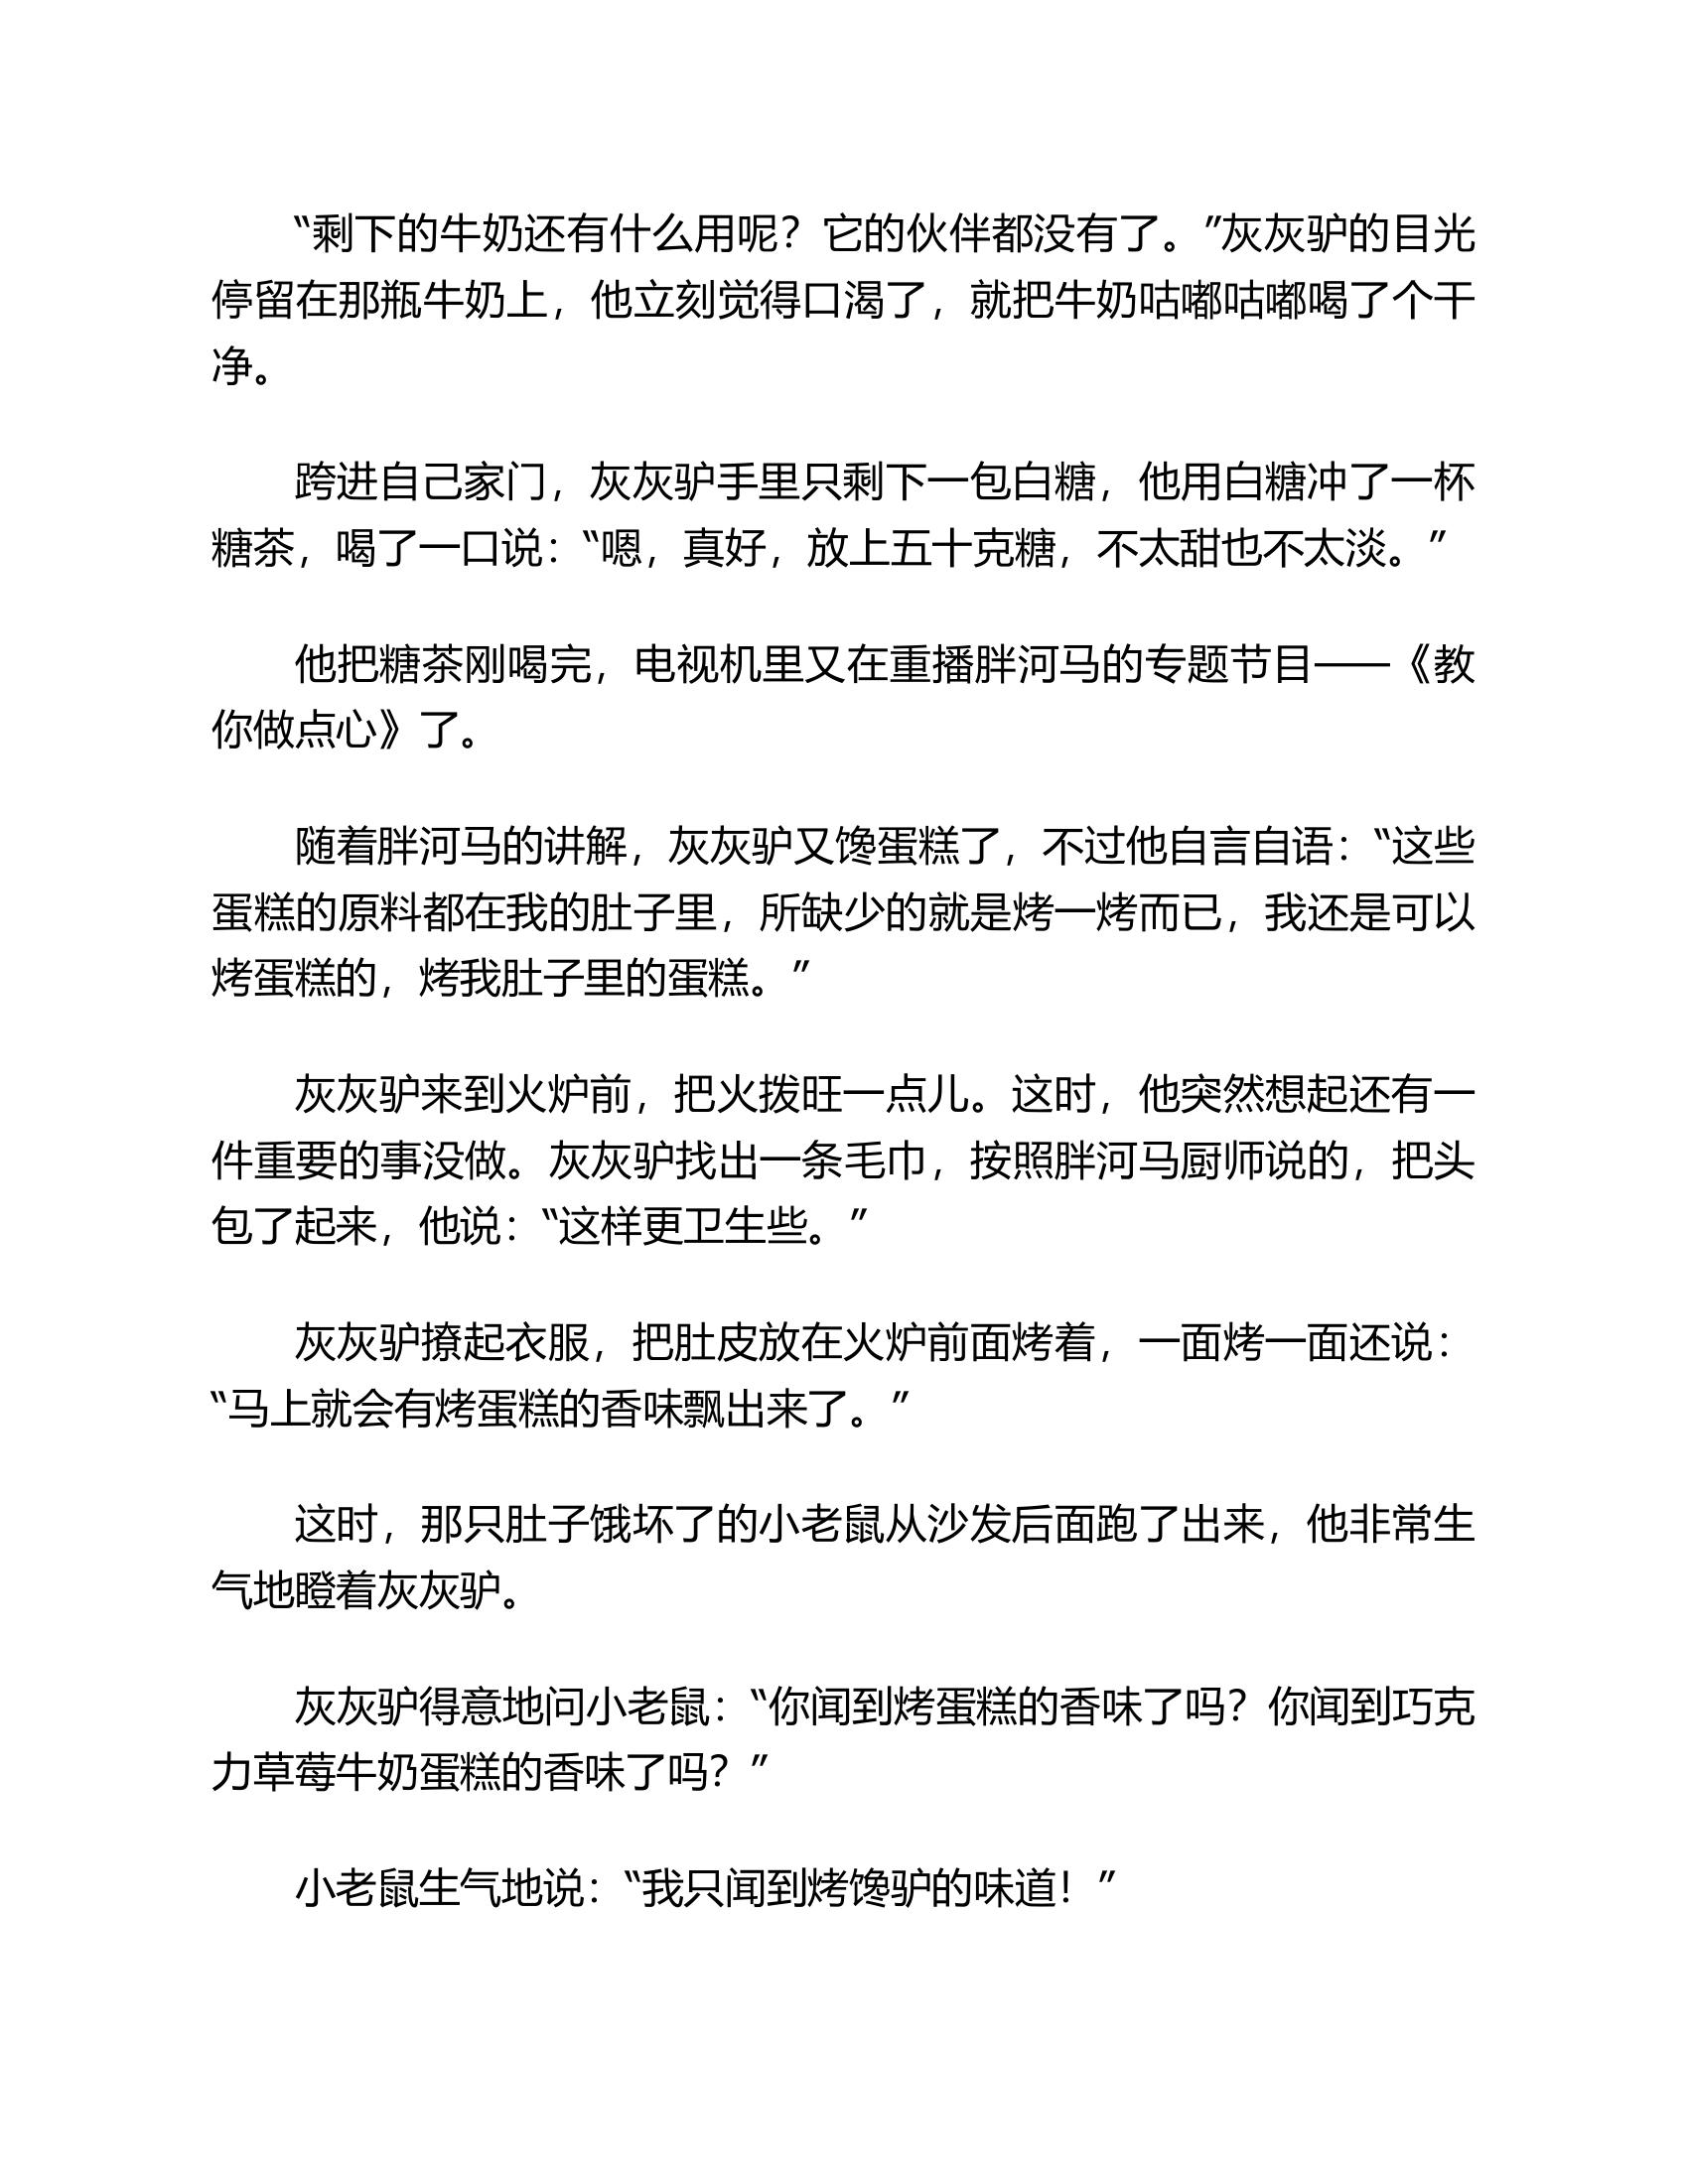 “剩下的牛奶还有什么用呢？它的伙伴都没有了。”灰灰驴的目光
停留在那瓶牛奶上，他立刻觉得口渴了，就把牛奶咕嘟咕嘟喝了个干
净。
跨进自己家门，灰灰驴手里只剩下一包白糖，他用白糖冲了一杯
糖茶，喝了一口说：“嗯，真好，放上五十克糖，不太甜也不太淡。”
他把糖茶刚喝完，电视机里又在重播胖河马的专题节目——《教
你做点心》了。
随着胖河马的讲解，灰灰驴又馋蛋糕了，不过他自言自语：“这些
蛋糕的原料都在我的肚子里，所缺少的就是烤一烤而已，我还是可以
烤蛋糕的，烤我肚子里的蛋糕。”
灰灰驴来到火炉前，把火拨旺一点儿。这时，他突然想起还有一
件重要的事没做。灰灰驴找出一条毛巾，按照胖河马厨师说的，把头
包了起来，他说：“这样更卫生些。”
灰灰驴撩起衣服，把肚皮放在火炉前面烤着，一面烤一面还说：
“马上就会有烤蛋糕的香味飘出来了。”
这时，那只肚子饿坏了的小老鼠从沙发后面跑了出来，他非常生
气地瞪着灰灰驴。
灰灰驴得意地问小老鼠：“你闻到烤蛋糕的香味了吗？你闻到巧克
力草莓牛奶蛋糕的香味了吗？”
小老鼠生气地说：“我只闻到烤馋驴的味道！”